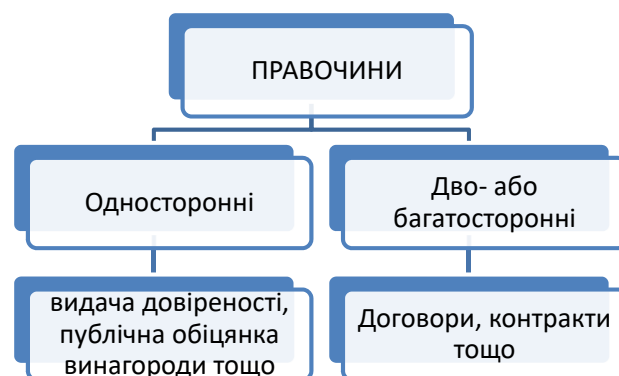 ПРАВОЧИНИ
Односторонні
Дво- або
багатосторонні
видача довіреності,
публічна обіцянка
винагороди тощо
Договори, контракти
тощо